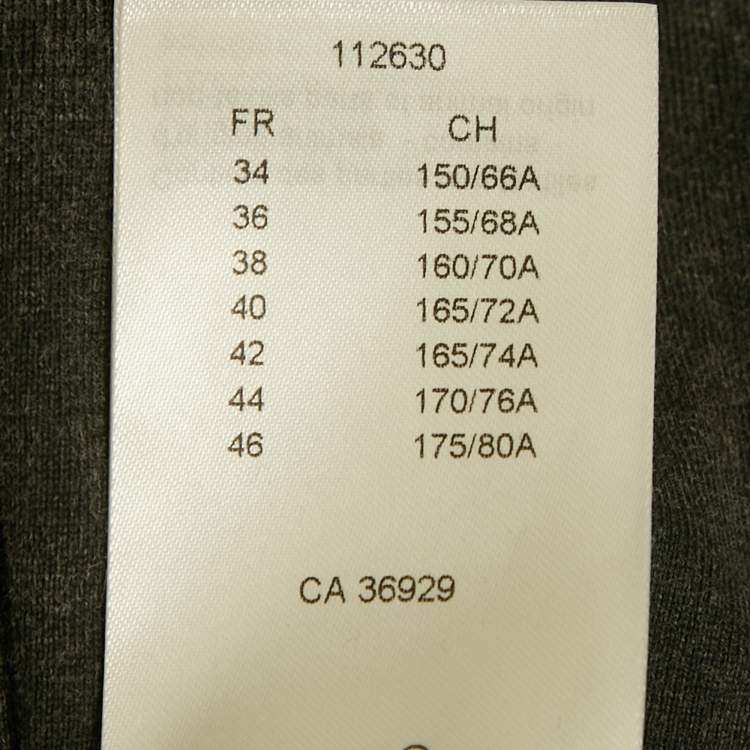 112630
FR CH
34 150/66A
36 155/68A
38 160/70A
40 165/72A
42 165/74A
44 170/76A
46 175/80A
CA 36929